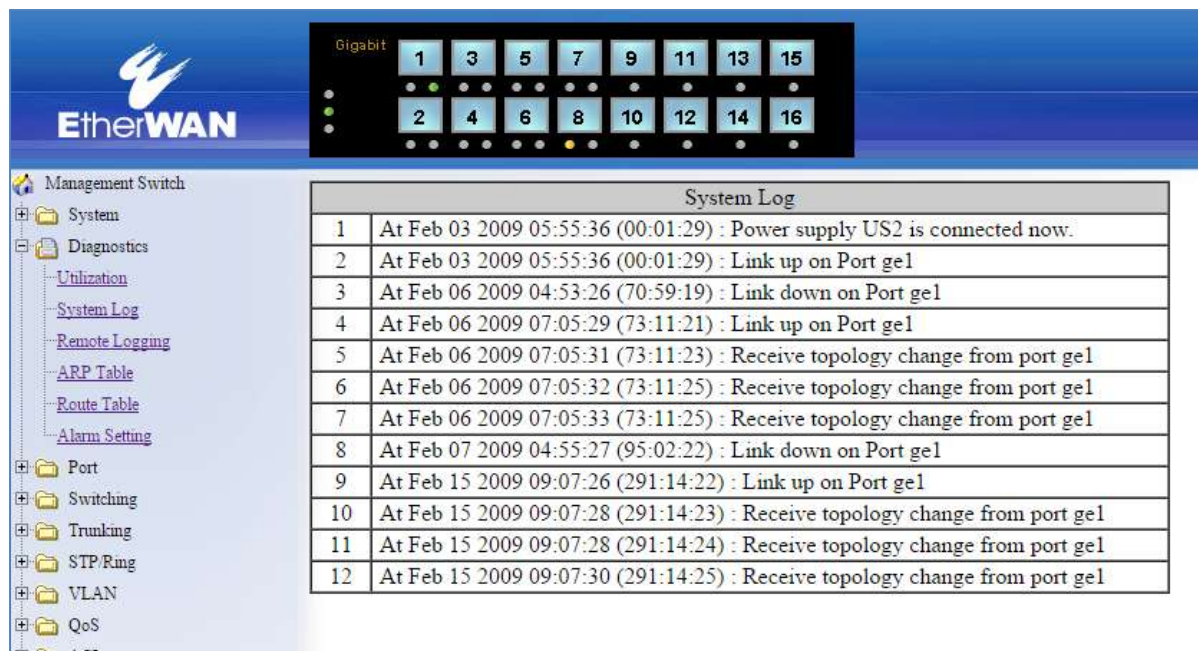 Gigabit
1 3 5 7 9 11 13 15
2 4 6 8 10 12 14 16
EtherWAN
Management Switch
System
Diagnostics
Utilization
System Log
Remote Logging
ARP Table
Route Table
Alarm Setting
Port
Switching
Trunking
STP/Ring
VLAN
QoS
System Log
1 At Feb 03 2009 05:55:36 (00:01:29) : Power supply US2 is connected now.
2 At Feb 03 2009 05:55:36 (00:01:29) : Link up on Port ge1
3 At Feb 06 2009 04:53:26 (70:59:19) : Link down on Port ge1
4 At Feb 06 2009 07:05:29 (73:11:21) : Link up on Port ge1
5 At Feb 06 2009 07:05:31 (73:11:23) : Receive topology change from port ge1
6 At Feb 06 2009 07:05:32 (73:11:25) : Receive topology change from port ge1
7 At Feb 06 2009 07:05:33 (73:11:25) : Receive topology change from port ge1
8 At Feb 07 2009 04:55:27 (95:02:22) : Link down on Port ge1
9 At Feb 15 2009 09:07:26 (291:14:22) : Link up on Port ge1
10 At Feb 15 2009 09:07:28 (291:14:23) : Receive topology change from port ge1
11 At Feb 15 2009 09:07:28 (291:14:24) : Receive topology change from port ge1
12 At Feb 15 2009 09:07:30 (291:14:25) : Receive topology change from port ge1